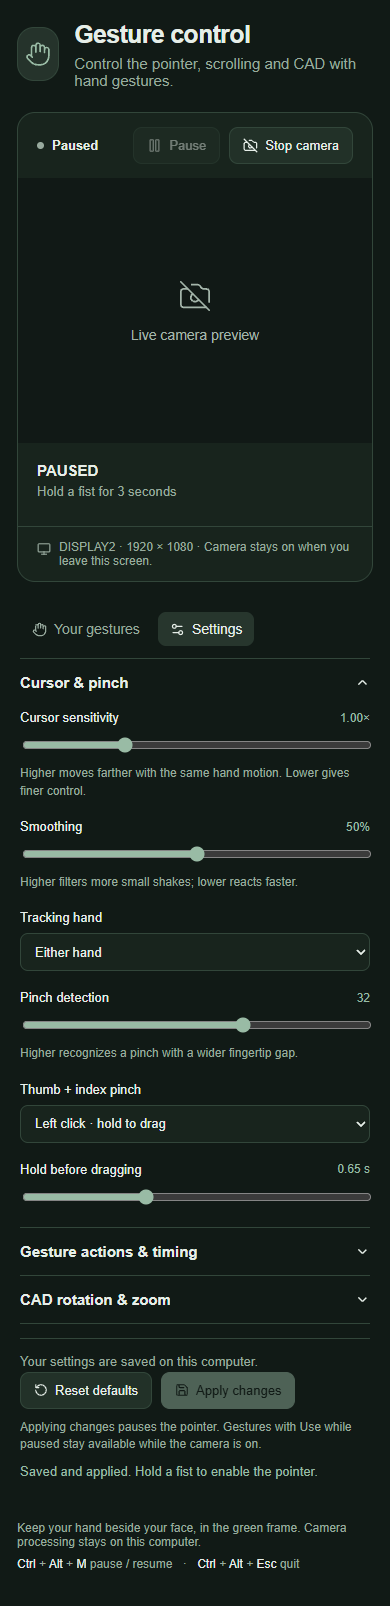 Gesture control
Control the pointer, scrolling and CAD with
hand gestures.
Paused
Pause
Stop camera
Live camera preview
PAUSED
Hold a fist for 3 seconds
DISPLAY2 · 1920 × 1080 · Camera stays on when you
leave this screen.
Your gestures
Settings
Cursor & pinch
Cursor sensitivity 1.00×
Higher moves farther with the same hand motion. Lower gives
finer control.
Smoothing 50%
Higher filters more small shakes; lower reacts faster.
Tracking hand
Either hand
Pinch detection 32
Higher recognizes a pinch with a wider fingertip gap.
Thumb + index pinch
Left click · hold to drag
Hold before dragging 0.65 s
Gesture actions & timing
CAD rotation & zoom
Your settings are saved on this computer.
Reset defaults
Apply changes
Applying changes pauses the pointer. Gestures with Use while
paused stay available while the camera is on.
Saved and applied. Hold a fist to enable the pointer.
Keep your hand beside your face, in the green frame. Camera
processing stays on this computer.
Ctrl + Alt + M pause / resume · Ctrl + Alt + Esc quit